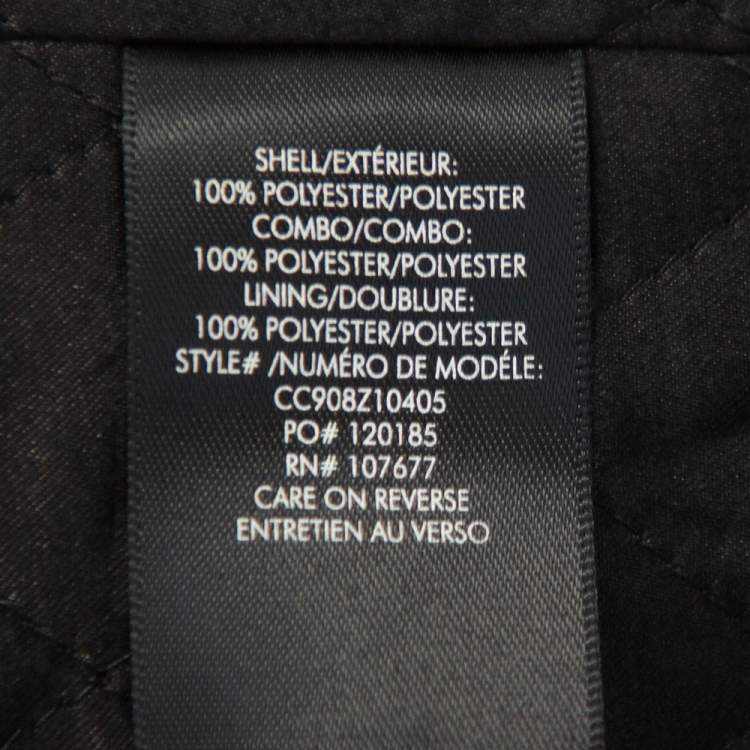 SHELL/EXTÉRIEUR:
100% POLYESTER/POLYESTER
COMBO/COMBO:
100% POLYESTER/POLYESTER
LINING/DOUBLURE:
100% POLYESTER/POLYESTER
STYLE# /NUMÉRO DE MODÉLE:
CC908Z10405
PO# 120185
RN# 107677
CARE ON REVERSE
ENTRETIEN AU VERSO